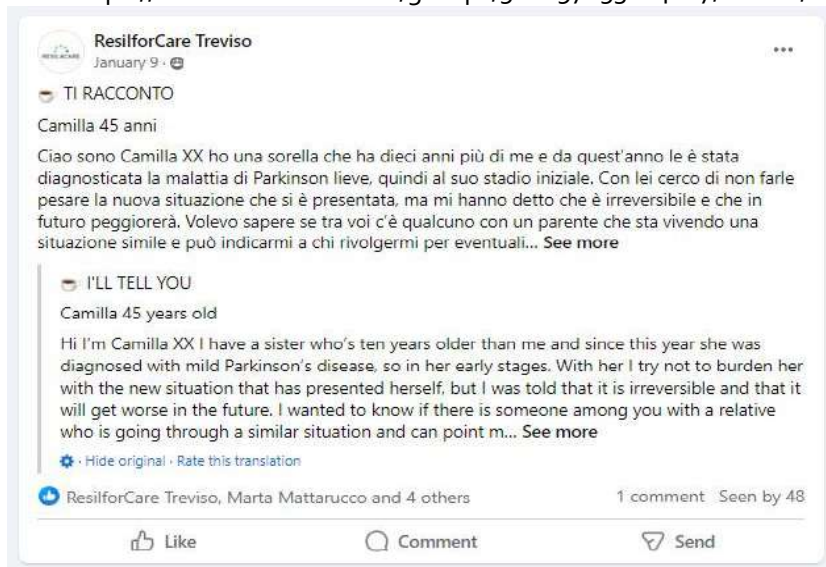 ResilforCare Treviso
January 9 ·
TI RACCONTO
Camilla 45 anni
Ciao sono Camilla XX ho una sorella che ha dieci anni più di me e da quest'anno le è stata
diagnosticata la malattia di Parkinson lieve, quindi al suo stadio iniziale. Con lei cerco di non farle
pesare la nuova situazione che si è presentata, ma mi hanno detto che è irreversibile e che in
futuro peggiorerà. Volevo sapere se tra voi c'è qualcuno con un parente che sta vivendo una
situazione simile e può indicarmi a chi rivolgermi per eventuali... See more
I'LL TELL YOU
Camilla 45 years old
Hi I'm Camilla XX I have a sister who's ten years older than me and since this year she was
diagnosed with mild Parkinson's disease, so in her early stages. With her I try not to burden her
with the new situation that has presented herself, but I was told that it is irreversible and that it
will get worse in the future. I wanted to know if there is someone among you with a relative
who is going through a similar situation and can point m... See more
· Hide original · Rate this translation
ResilforCare Treviso, Marta Mattarucco and 4 others 1 comment Seen by 48
Like Comment Send